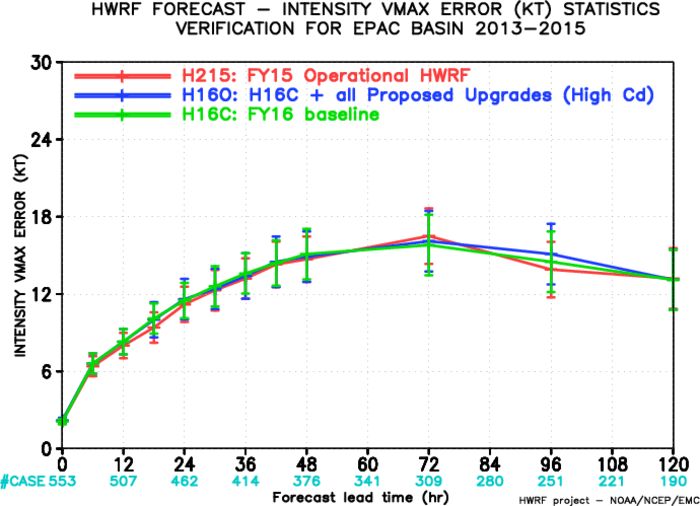 HWRF FORECAST – INTENSITY VMAX ERROR (KT) STATISTICS
VERIFICATION FOR EPAC BASIN 2013–2015
H215: FY15 Operational HWRF
H16O: H16C + all Proposed Upgrades (High Cd)
H16C: FY16 baseline
INTENSITY VMAX ERROR (KT)
30
24
18
12
6
0
0 12 24 36 48 60 72 84 96 108 120
#CASE 553 507 462 414 376 341 309 280 251 221 190
Forecast lead time (hr)
HWRF project – NOAA/NCEP/EMC